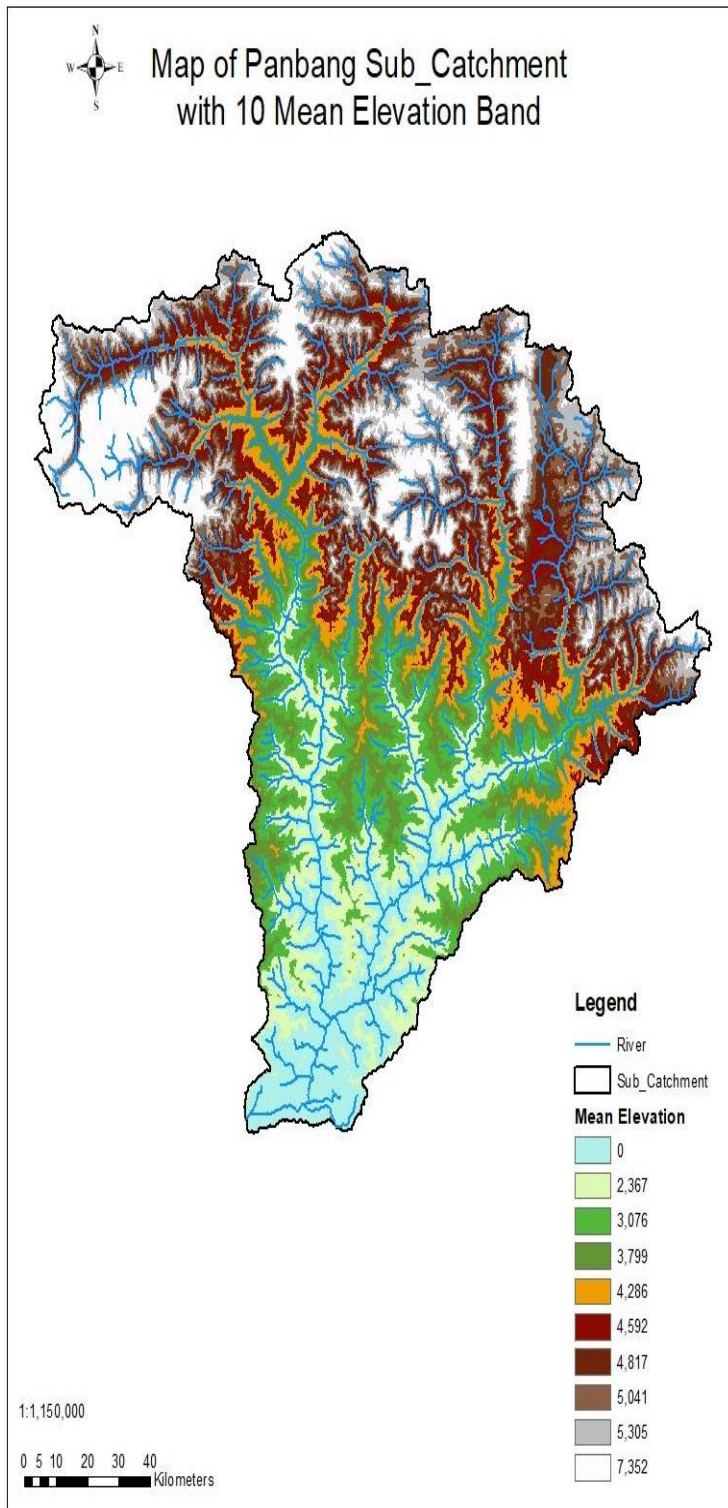 N
W E
S
Map of Panbang Sub_Catchment
with 10 Mean Elevation Band
Legend
River
Sub_Catchment
Mean Elevation
0
2,367
3,076
3,799
4,286
4,592
4,817
5,041
5,305
7,352
1:1,150,000
0 5 10 20 30 40
Kilometers